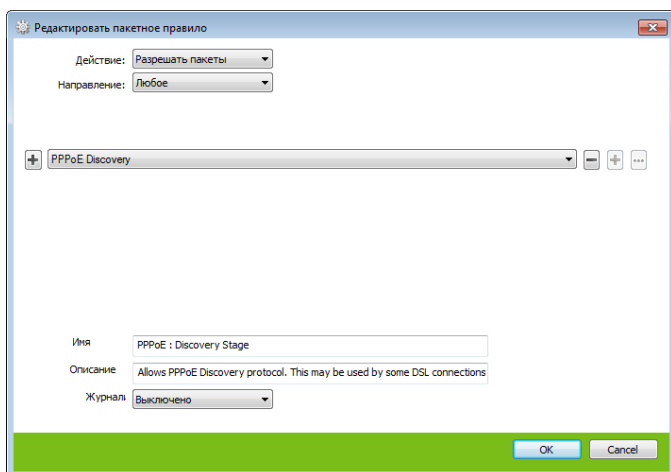 Редактировать пакетное правило
Действие: Разрешать пакеты
Направление: Любое
PPPoE Discovery
Имя PPPoE : Discovery Stage
Описание Allows PPPoE Discovery protocol. This may be used by some DSL connections
Журнал Выключено
OK Cancel